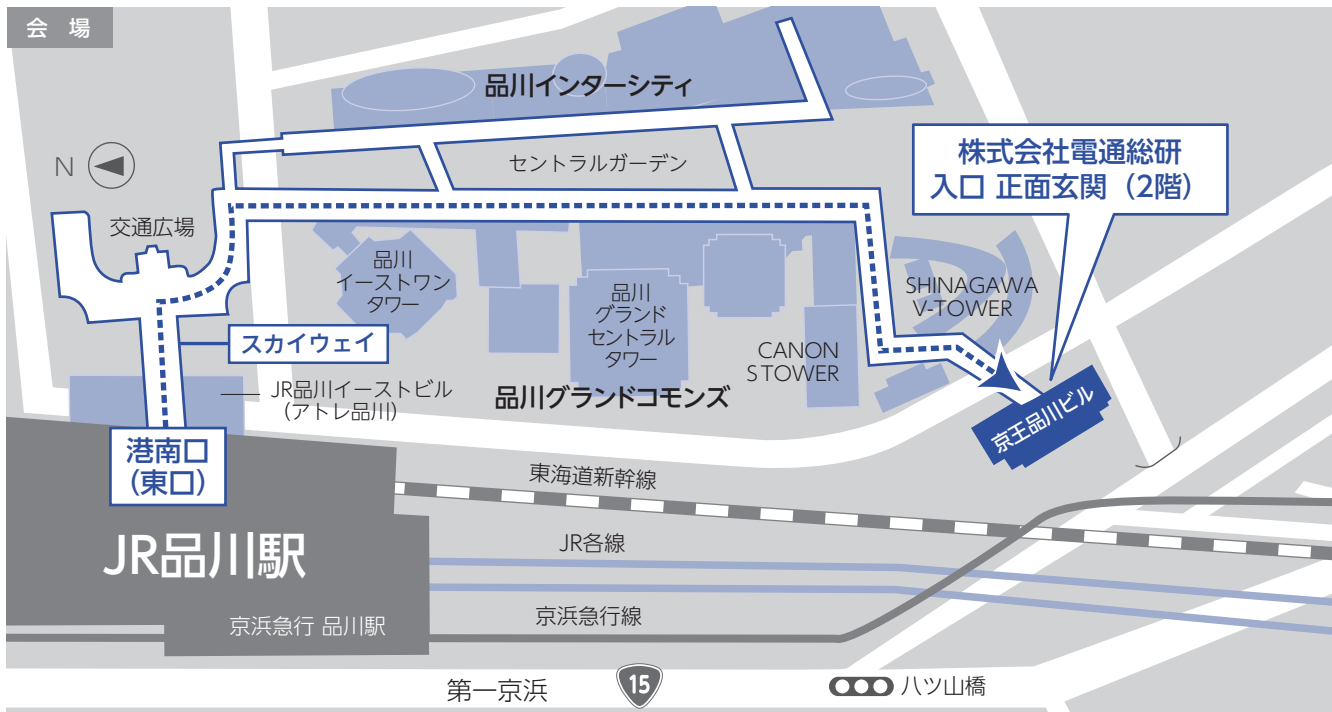 会 場
品川インターシティ
N
セントラルガーデン
株式会社電通総研
入口 正面玄関（2階）
交通広場
品川
イーストワン
タワー
品川
グランド
セントラル
タワー
SHINAGAWA
V-TOWER
スカイウェイ
CANON
S TOWER
JR品川イーストビル
（アトレ品川）
品川グランドコモンズ
京王品川ビル
港南口
（東口）
東海道新幹線
JR品川駅
JR各線
京浜急行 品川駅
京浜急行線
第一京浜
15
八ツ山橋